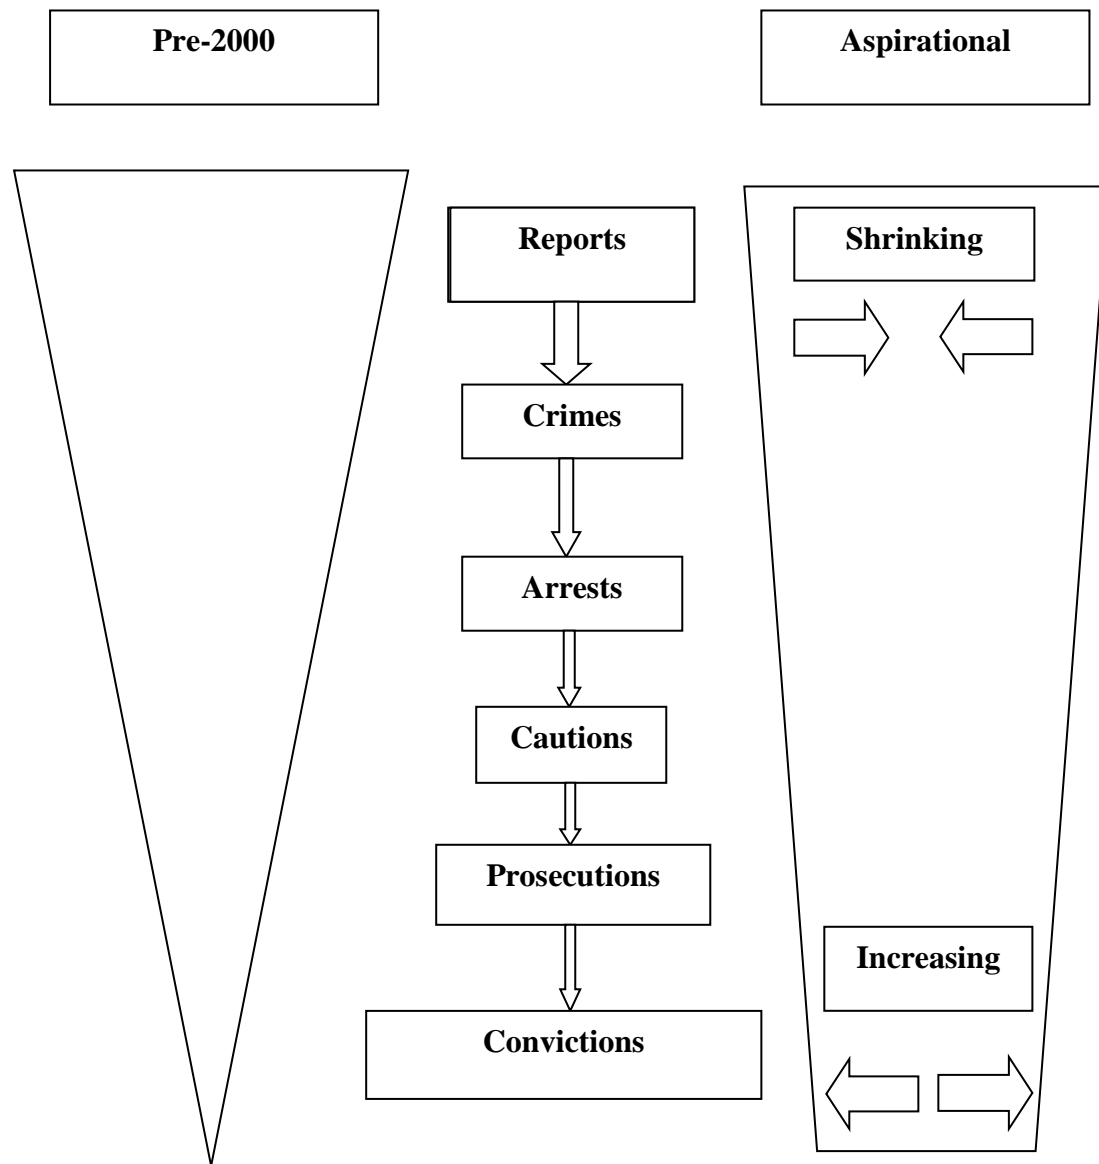 Pre-2000
Aspirational
Reports
Shrinking
Crimes
Arrests
Cautions
Prosecutions
Increasing
Convictions